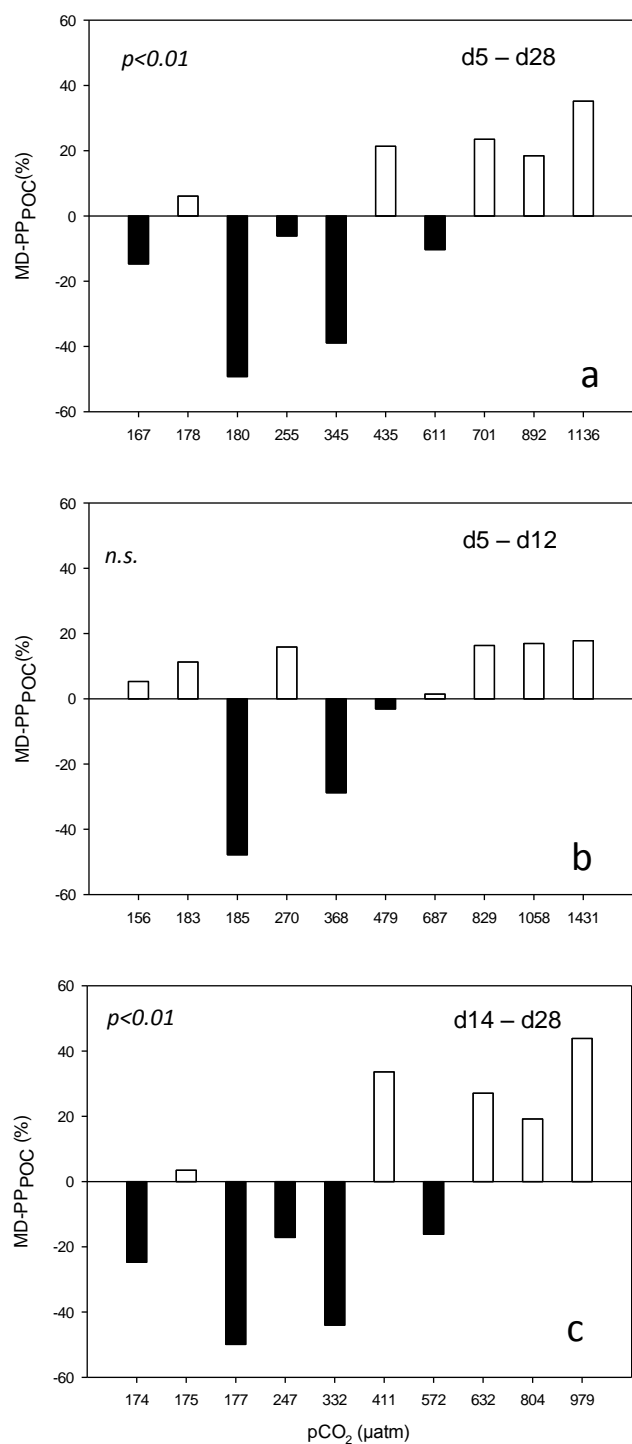 60
p<0.01
d5 – d28
40
20
0
-20
-40
-60
MD-PPPOC(%)
a
167 178 180 255 345 435 611 701 892 1136
60
n.s.
d5 – d12
40
20
0
-20
-40
-60
MD-PPPOC(%)
b
156 183 185 270 368 479 687 829 1058 1431
60
p<0.01
d14 – d28
40
20
0
-20
-40
-60
MD-PPPOC (%)
c
174 175 177 247 332 411 572 632 804 979
pCO2 (µatm)